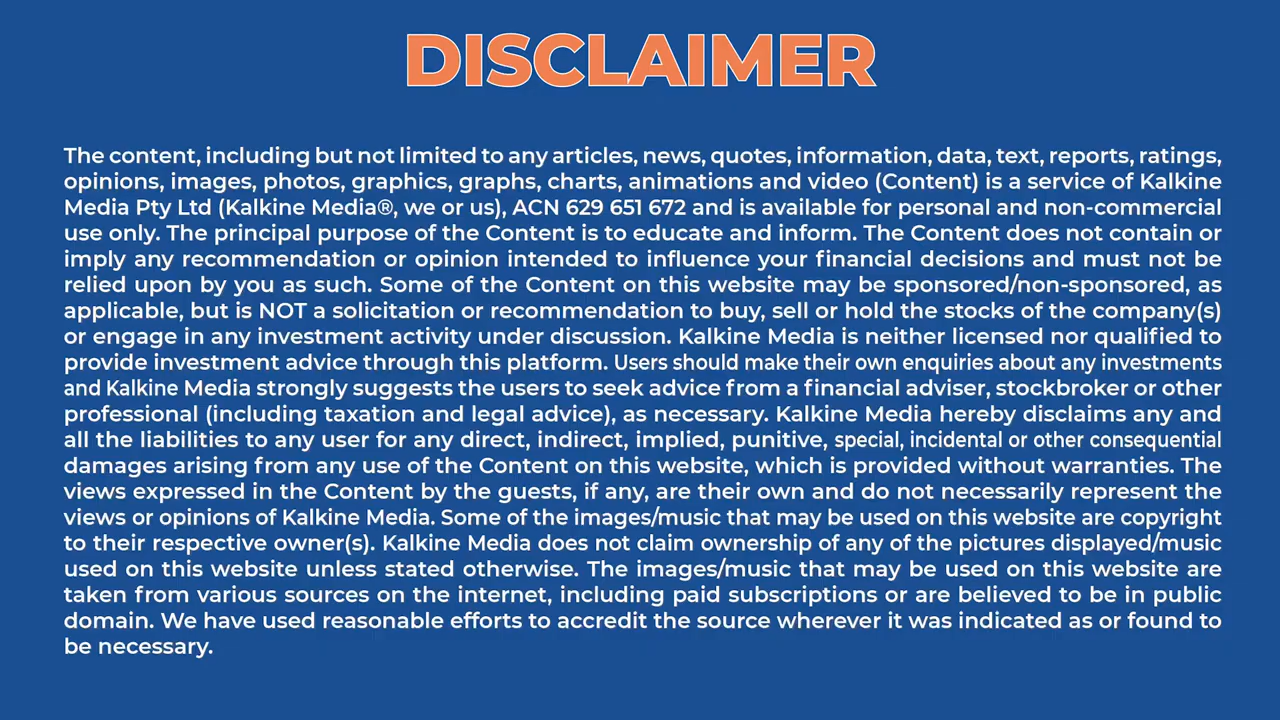 DISCLAIMER
The content, including but not limited to any articles, news, quotes, information, data, text, reports, ratings,
opinions, images, photos, graphics, graphs, charts, animations and video (Content) is a service of Kalkine
Media Pty Ltd (Kalkine Media®, we or us), ACN 629 651 672 and is available for personal and non-commercial
use only. The principal purpose of the Content is to educate and inform. The Content does not contain or
imply any recommendation or opinion intended to influence your financial decisions and must not be
relied upon by you as such. Some of the Content on this website may be sponsored/non-sponsored, as
applicable, but is NOT a solicitation or recommendation to buy, sell or hold the stocks of the company(s)
or engage in any investment activity under discussion. Kalkine Media is neither licensed nor qualified to
provide investment advice through this platform. Users should make their own enquiries about any investments
and Kalkine Media strongly suggests the users to seek advice from a financial adviser, stockbroker or other
professional (including taxation and legal advice), as necessary. Kalkine Media hereby disclaims any and
all the liabilities to any user for any direct, indirect, implied, punitive, special, incidental or other consequential
damages arising from any use of the Content on this website, which is provided without warranties. The
views expressed in the Content by the guests, if any, are their own and do not necessarily represent the
views or opinions of Kalkine Media. Some of the images/music that may be used on this website are copyright
to their respective owner(s). Kalkine Media does not claim ownership of any of the pictures displayed/music
used on this website unless stated otherwise. The images/music that may be used on this website are
taken from various sources on the internet, including paid subscriptions or are believed to be in public
domain. We have used reasonable efforts to accredit the source wherever it was indicated as or found to
be necessary.